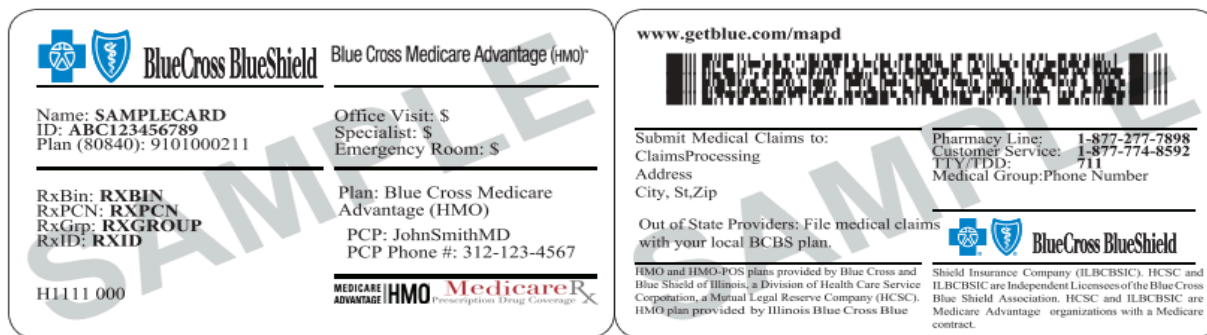 BlueCross BlueShield
Blue Cross Medicare Advantage (HMO)℠
Name: SAMPLECARD
ID: ABC123456789
Plan (80840): 9101000211
Office Visit: $
Specialist: $
Emergency Room: $
RxBin: RXBIN
RxPCN: RXPCN
RxGrp: RXGROUP
RxID: RXID
Plan: Blue Cross Medicare
Advantage (HMO)
PCP: JohnSmithMD
PCP Phone #: 312-123-4567
H1111 000
MEDICARE
ADVANTAGE HMO
MedicareRx
Prescription Drug Coverage
SAMPLE
www.getblue.com/mapd
Submit Medical Claims to:
ClaimsProcessing
Address
City, St,Zip
Pharmacy Line: 1-877-277-7898
Customer Service: 1-877-774-8592
TTY/TDD: 711
Medical Group:Phone Number
Out of State Providers: File medical claims
with your local BCBS plan.
BlueCross BlueShield
HMO and HMO-POS plans provided by Blue Cross and
Blue Shield of Illinois, a Division of Health Care Service
Corporation, a Mutual Legal Reserve Company (HCSC).
HMO plan provided by Illinois Blue Cross Blue
Shield Insurance Company (ILBCBSIC). HCSC and
ILBCBSIC are Independent Licensees of the Blue Cross
Blue Shield Association. HCSC and ILBCBSIC are
Medicare Advantage organizations with a Medicare
contract.
SAMPLE